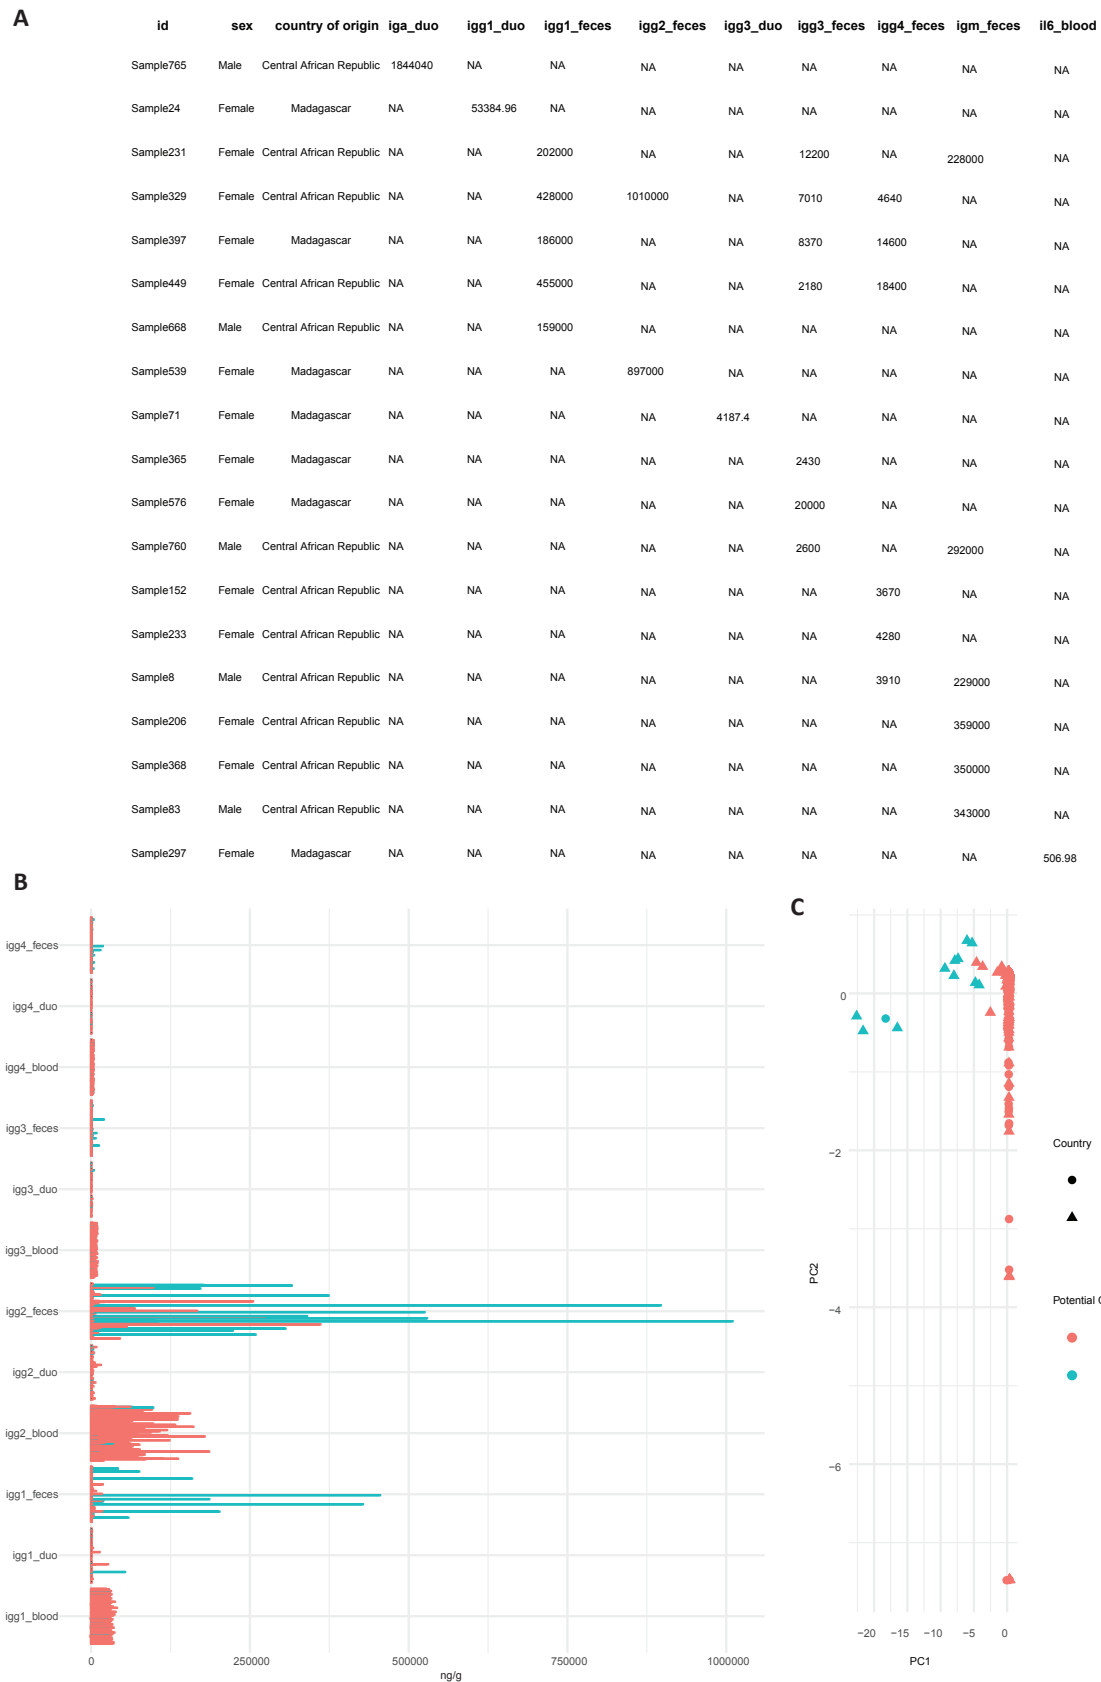 A
id sex country of origin iga_duo igg1_duo igg1_feces igg2_feces igg3_duo igg3_feces igg4_feces igm_feces il6_blood
Sample765 Male Central African Republic 1844040 NA NA NA NA NA NA NA NA
Sample24 Female Madagascar NA 53384.96 NA NA NA NA NA NA NA
Sample231 Female Central African Republic NA NA 202000 NA NA 12200 NA 228000 NA
Sample329 Female Central African Republic NA NA 428000 1010000 NA 7010 4640 NA NA
Sample397 Female Madagascar NA NA 186000 NA NA 8370 14600 NA NA
Sample449 Female Central African Republic NA NA 455000 NA NA 2180 18400 NA NA
Sample668 Male Central African Republic NA NA 159000 NA NA NA NA NA NA
Sample539 Female Madagascar NA NA NA 897000 NA NA NA NA NA
Sample71 Female Madagascar NA NA NA NA 4187.4 NA NA NA NA
Sample365 Female Madagascar NA NA NA NA NA 2430 NA NA NA
Sample576 Female Madagascar NA NA NA NA NA 20000 NA NA NA
Sample760 Male Central African Republic NA NA NA NA NA 2600 NA 292000 NA
Sample152 Female Central African Republic NA NA NA NA NA NA 3670 NA NA
Sample233 Female Central African Republic NA NA NA NA NA NA 4280 NA NA
Sample8 Male Central African Republic NA NA NA NA NA NA 3910 229000 NA
Sample206 Female Central African Republic NA NA NA NA NA NA NA 359000 NA
Sample368 Female Central African Republic NA NA NA NA NA NA NA 350000 NA
Sample83 Male Central African Republic NA NA NA NA NA NA NA 343000 NA
Sample297 Female Madagascar NA NA NA NA NA NA NA NA 506.98
B
igg4_feces
igg4_duo
igg4_blood
igg3_feces
igg3_duo
igg3_blood
igg2_feces
igg2_duo
igg2_blood
igg1_feces
igg1_duo
igg1_blood
0 250000 500000 750000 1000000
ng/g
C
0
−2
−4
−6
PC2
−20 −15 −10 −5 0
PC1
Country
Potential